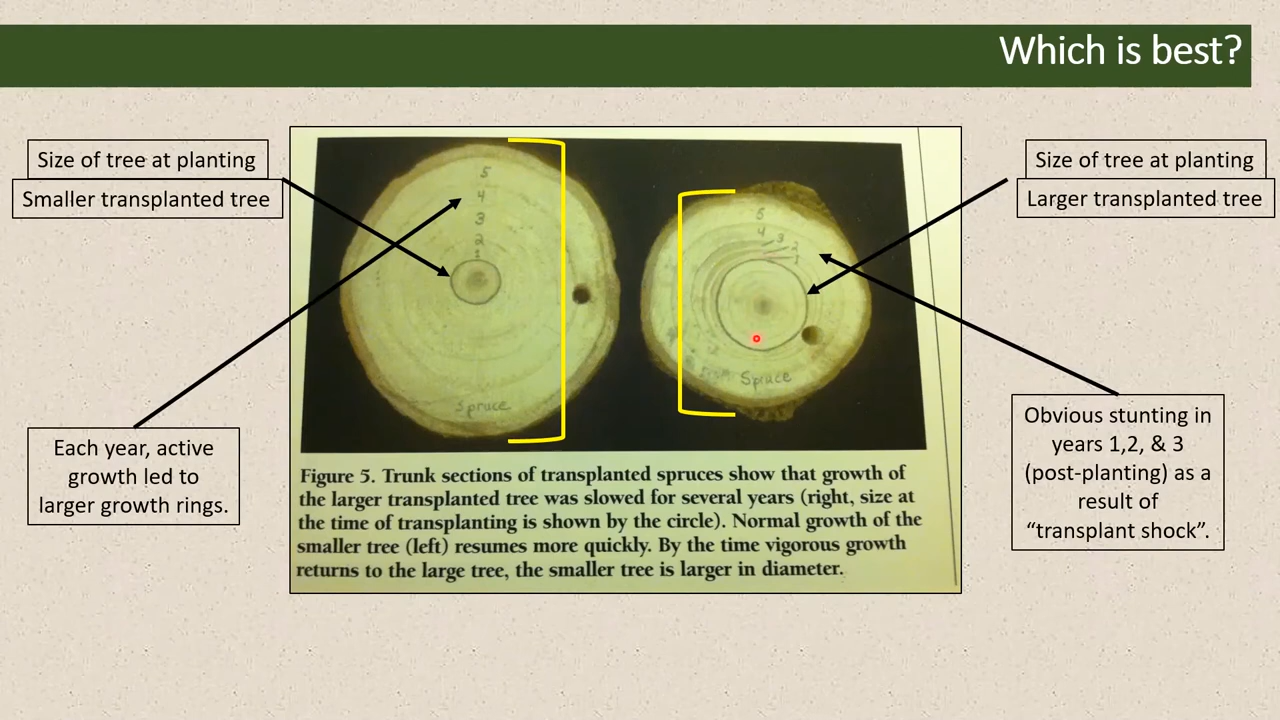 Which is best?
Size of tree at planting
Smaller transplanted tree
Size of tree at planting
Larger transplanted tree
5
4
3
2
1
Spruce
4
3
2
1
Spruce
Each year, active
growth led to
larger growth rings.
Obvious stunting in
years 1,2, & 3
(post-planting) as a
result of
“transplant shock”.
Figure 5. Trunk sections of transplanted spruces show that growth of
the larger transplanted tree was slowed for several years (right, size at
the time of transplanting is shown by the circle). Normal growth of the
smaller tree (left) resumes more quickly. By the time vigorous growth
returns to the large tree, the smaller tree is larger in diameter.